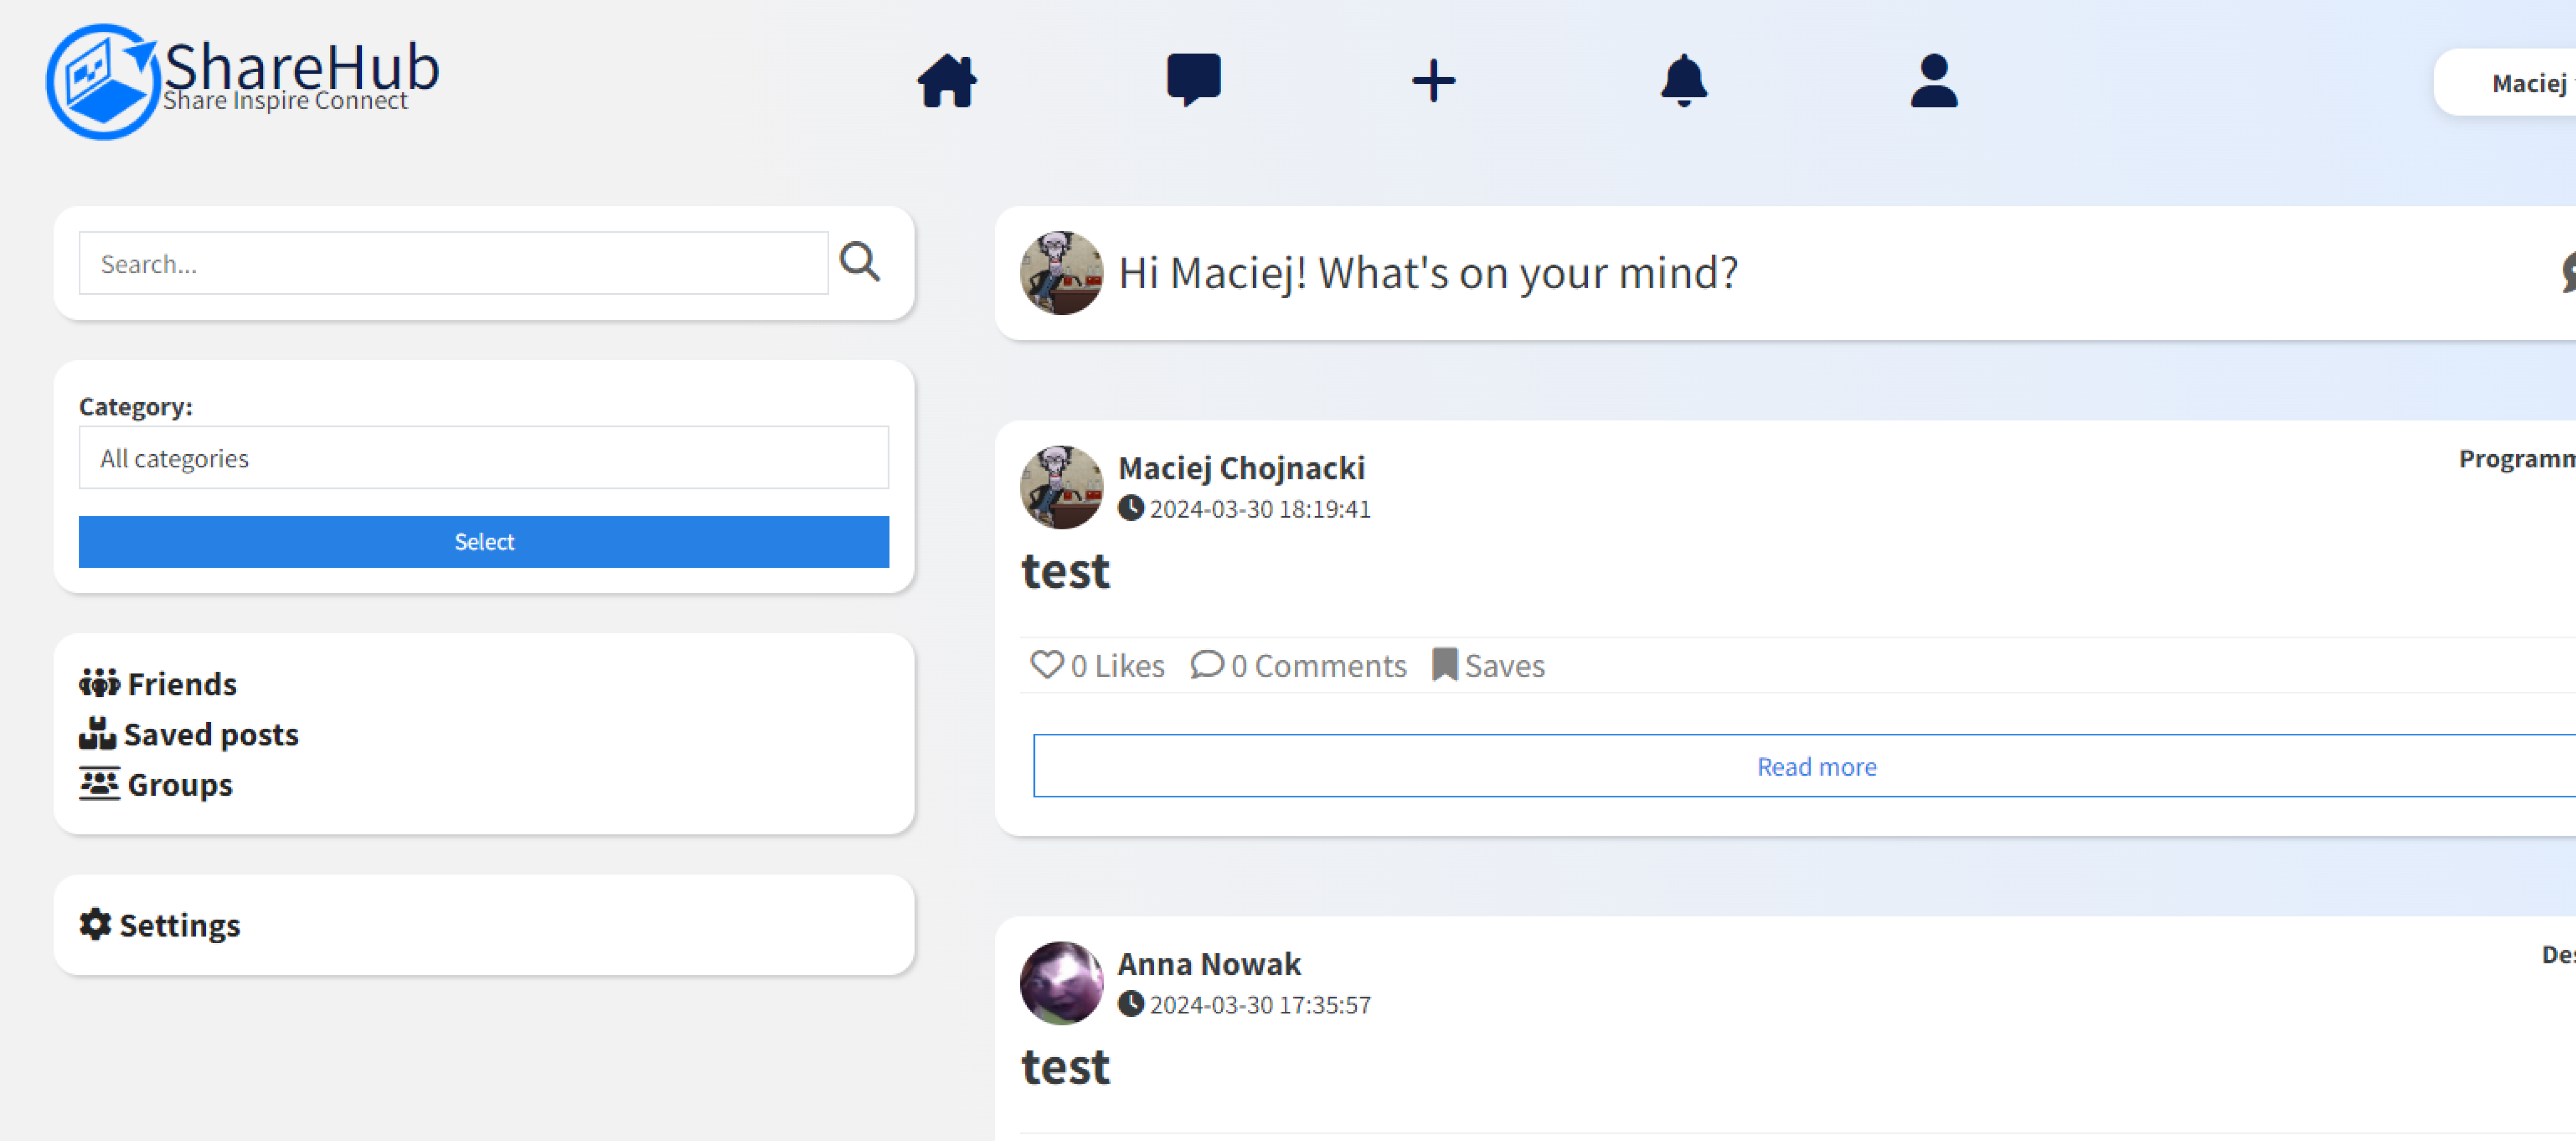 ShareHub
Share Inspire Connect
Maciej
Search...
Category:
All categories
Select
Friends
Saved posts
Groups
Settings
Hi Maciej! What's on your mind?
Maciej Chojnacki
2024-03-30 18:19:41
test
0 Likes 0 Comments Saves
Read more
Anna Nowak
2024-03-30 17:35:57
test